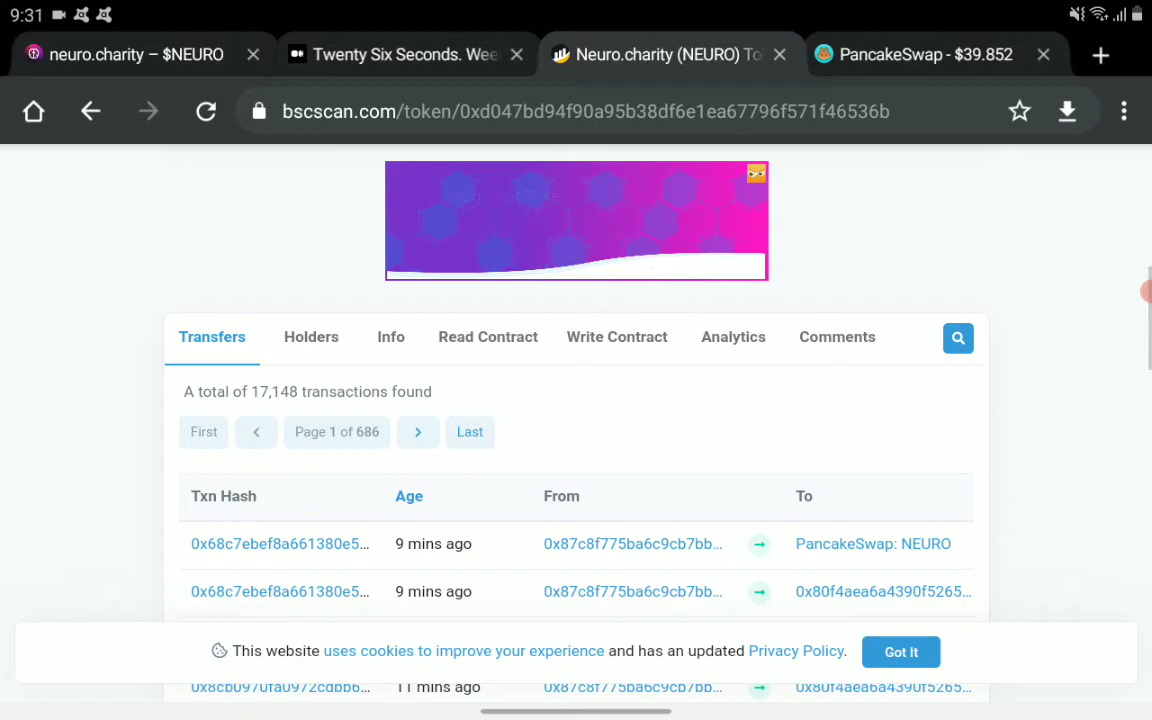 9:31
neuro.charity – $NEURO
Twenty Six Seconds. Wee
Neuro.charity (NEURO) To
PancakeSwap - $39.852
bscscan.com/token/0xd047bd94f90a95b38df6e1ea67796f571f46536b
Transfers Holders Info Read Contract Write Contract Analytics Comments
A total of 17,148 transactions found
First Page 1 of 686 Last
Txn Hash Age From To
0x68c7ebef8a661380e5... 9 mins ago 0x87c8f775ba6c9cb7bb... PancakeSwap: NEURO
0x68c7ebef8a661380e5... 9 mins ago 0x87c8f775ba6c9cb7bb... 0x80f4aea6a4390f5265...
This website uses cookies to improve your experience and has an updated Privacy Policy. Got It
0x8cb0970fa0972cdbb6... 11 mins ago 0x87c8f775ba6c9cb7bb... 0x80f4aea6a4390f5265...